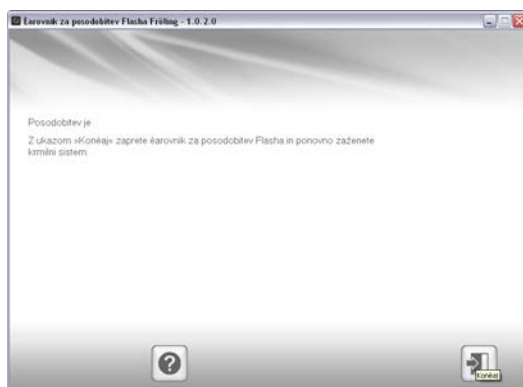 Èarovnik za posodobitev Flasha Fröling - 1.0.2.0
Posodobitev je
Z ukazom »Konèaj« zaprete èarovnik za posodobitev Flasha in ponovno zaženete
krmilni sistem.
?
Konèaj